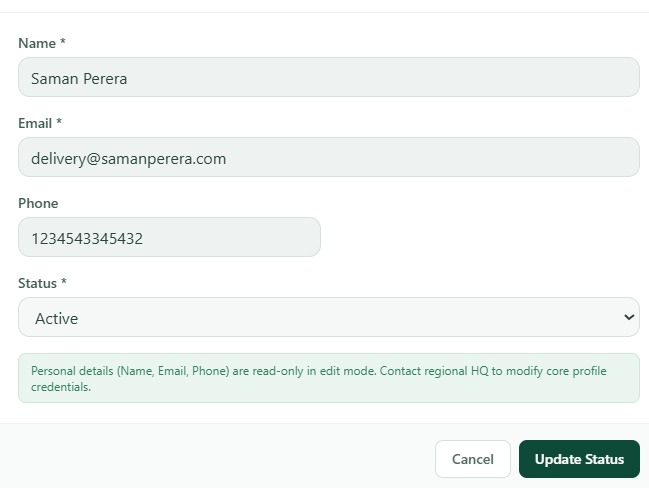 Name *
Saman Perera
Email *
delivery@samanperera.com
Phone
1234543345432
Status *
Active
Personal details (Name, Email, Phone) are read-only in edit mode. Contact regional HQ to modify core profile
credentials.
Cancel
Update Status